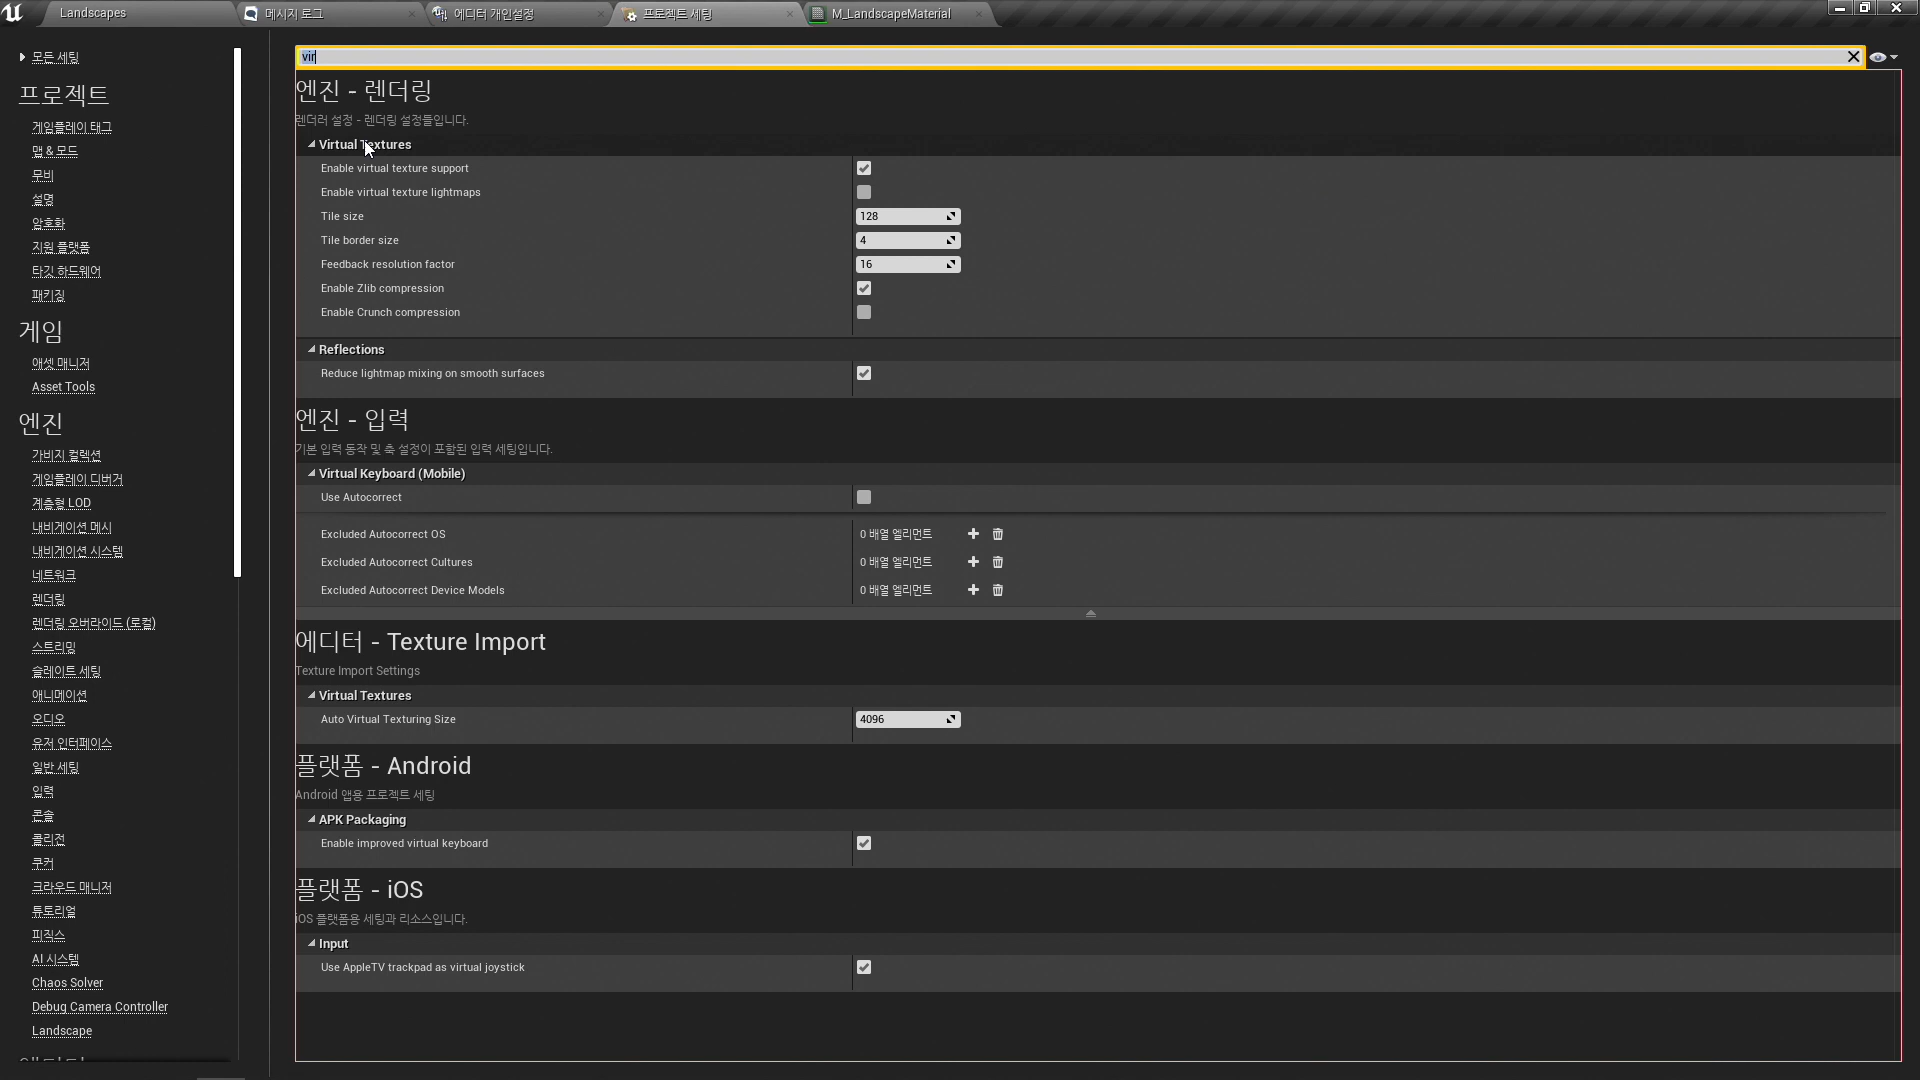 Landscapes
메시지 로그
에디터 개인설정
프로젝트 세팅
M_LandscapeMaterial
모든 세팅
프로젝트
게임플레이 태그
맵 & 모드
무비
설명
암호화
지원 플랫폼
타깃 하드웨어
패키징
게임
애셋 매니저
Asset Tools
엔진
가비지 컬렉션
게임플레이 디버거
계층형 LOD
내비게이션 메시
내비게이션 시스템
네트워크
렌더링
렌더링 오버라이드 (로컬)
스트리밍
슬레이트 세팅
애니메이션
오디오
유저 인터페이스
일반 세팅
입력
콘솔
콜리전
쿠커
크라우드 매니저
튜토리얼
피직스
AI 시스템
Chaos Solver
Debug Camera Controller
Landscape
vir
엔진 - 렌더링
렌더러 설정 - 렌더링 설정들입니다.
Virtual Textures
Enable virtual texture support
Enable virtual texture lightmaps
Tile size 128
Tile border size 4
Feedback resolution factor 16
Enable Zlib compression
Enable Crunch compression
Reflections
Reduce lightmap mixing on smooth surfaces
엔진 - 입력
기본 입력 동작 및 축 설정이 포함된 입력 세팅입니다.
Virtual Keyboard (Mobile)
Use Autocorrect
Excluded Autocorrect OS 0 배열 엘리먼트
Excluded Autocorrect Cultures 0 배열 엘리먼트
Excluded Autocorrect Device Models 0 배열 엘리먼트
에디터 - Texture Import
Texture Import Settings
Virtual Textures
Auto Virtual Texturing Size 4096
플랫폼 - Android
Android 앱용 프로젝트 세팅
APK Packaging
Enable improved virtual keyboard
플랫폼 - iOS
iOS 플랫폼용 세팅과 리소스입니다.
Input
Use AppleTV trackpad as virtual joystick